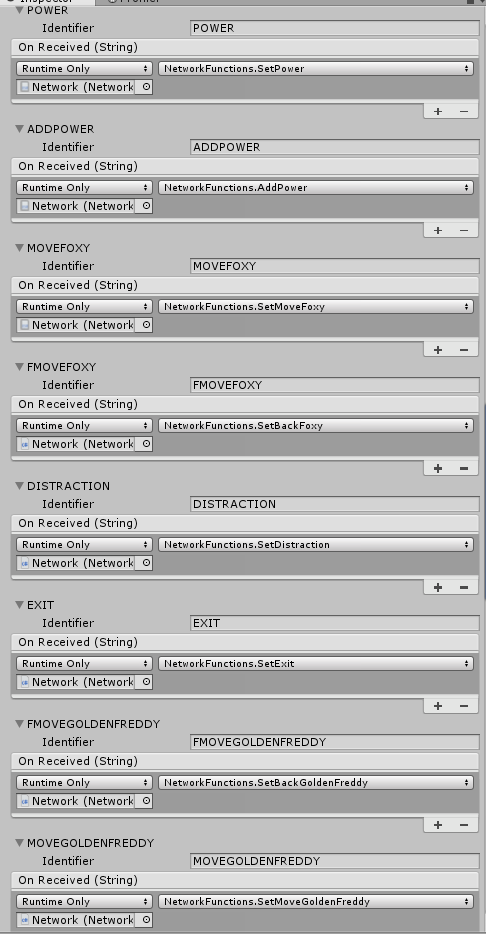 Inspector Profiler
POWER
Identifier POWER
On Received (String)
Runtime Only NetworkFunctions.SetPower
Network (Network
ADDPOWER
Identifier ADDPOWER
On Received (String)
Runtime Only NetworkFunctions.AddPower
Network (Network
MOVEFOXY
Identifier MOVEFOXY
On Received (String)
Runtime Only NetworkFunctions.SetMoveFoxy
Network (Network
FMOVEFOXY
Identifier FMOVEFOXY
On Received (String)
Runtime Only NetworkFunctions.SetBackFoxy
Network (Network
DISTRACTION
Identifier DISTRACTION
On Received (String)
Runtime Only NetworkFunctions.SetDistraction
Network (Network
EXIT
Identifier EXIT
On Received (String)
Runtime Only NetworkFunctions.SetExit
Network (Network
FMOVEGOLDENFREDDY
Identifier FMOVEGOLDENFREDDY
On Received (String)
Runtime Only NetworkFunctions.SetBackGoldenFreddy
Network (Network
MOVEGOLDENFREDDY
Identifier MOVEGOLDENFREDDY
On Received (String)
Runtime Only NetworkFunctions.SetMoveGoldenFreddy
Network (Network